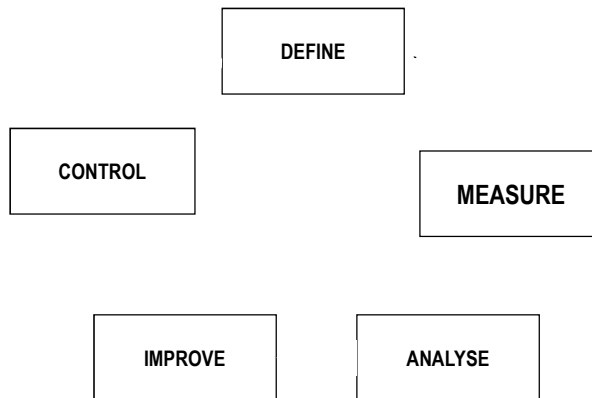 DEFINE
CONTROL
MEASURE
IMPROVE
ANALYSE